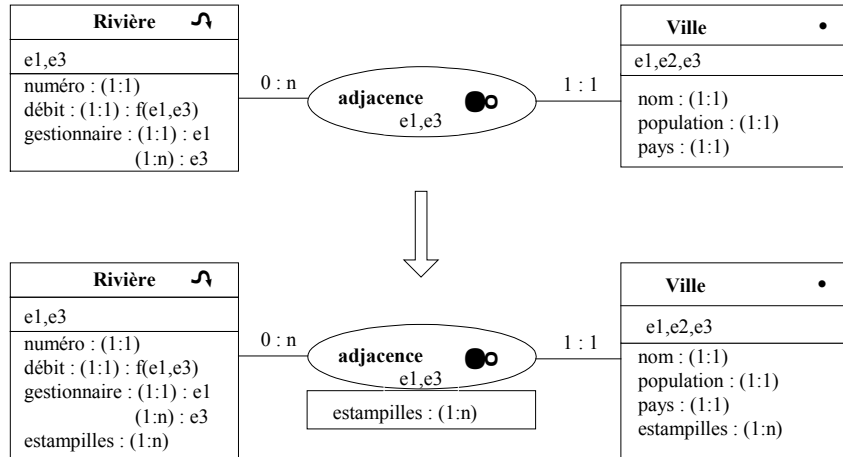 Rivière
e1,e3
numéro : (1:1)
débit : (1:1) : f(e1,e3)
gestionnaire : (1:1) : e1
(1:n) : e3
0 : n
adjacence
e1,e3
1 : 1
Ville
e1,e2,e3
nom : (1:1)
population : (1:1)
pays : (1:1)
Rivière
e1,e3
numéro : (1:1)
débit : (1:1) : f(e1,e3)
gestionnaire : (1:1) : e1
(1:n) : e3
estampilles : (1:n)
0 : n
adjacence
e1,e3
estampilles : (1:n)
1 : 1
Ville
e1,e2,e3
nom : (1:1)
population : (1:1)
pays : (1:1)
estampilles : (1:n)